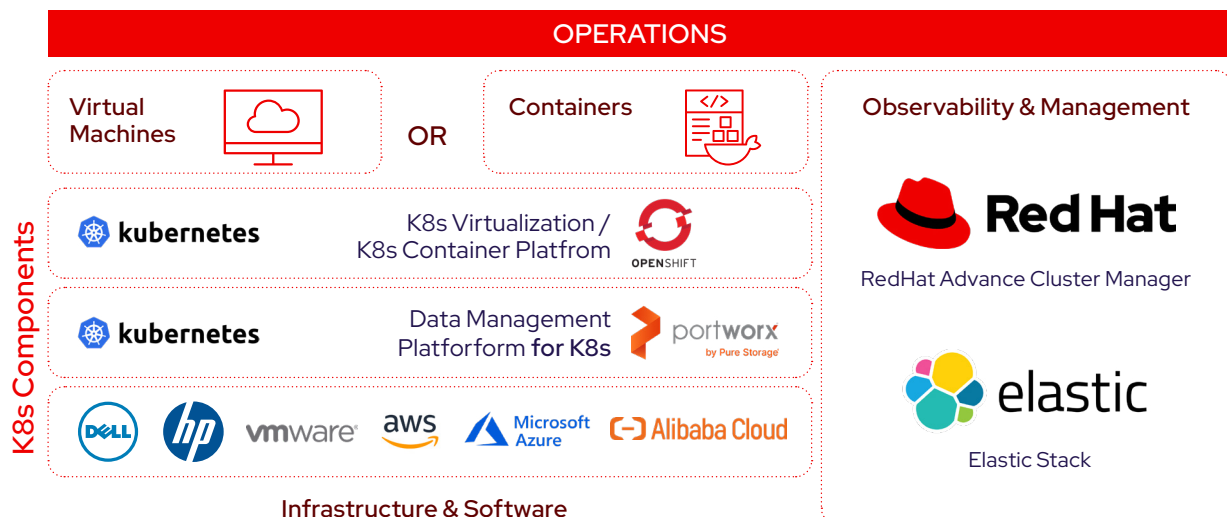 OPERATIONS
Virtual
Machines
OR
Containers
</>
Observability & Management
K8s Components
kubernetes
K8s Virtualization /
K8s Container Platfrom
OPENSHIFT
Red Hat
RedHat Advance Cluster Manager
kubernetes
Data Management
Platforform for K8s
portworx
by Pure Storage
DELL
hp
vmware
aws
Microsoft
Azure
Alibaba Cloud
elastic
Elastic Stack
Infrastructure & Software